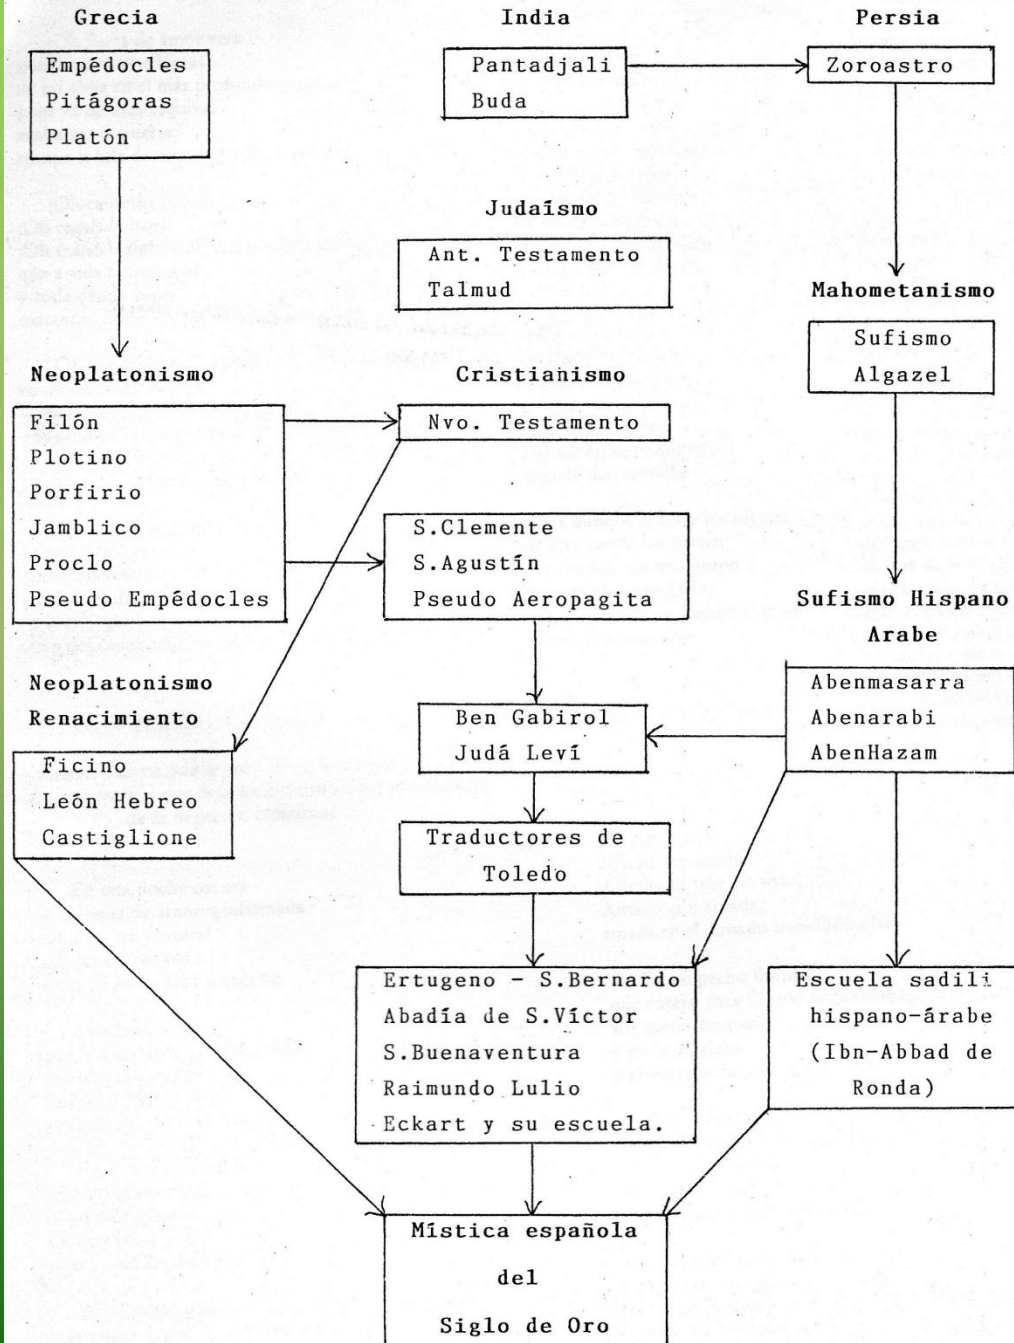 Grecia
Empédocles
Pitágoras
Platón
India
Pantadjali
Buda
Persia
Zoroastro
Judaísmo
Ant. Testamento
Talmud
Mahometanismo
Sufismo
Algazel
Neoplatonismo
Filón
Plotino
Porfirio
Jamblico
Proclo
Pseudo Empédocles
Cristianismo
Nvo. Testamento
S.Clemente
S.Agustín
Pseudo Aeropagita
Sufismo Hispano
Arabe
Abenmasarra
Abenarabi
AbenHazam
Neoplatonismo
Renacimiento
Ficino
León Hebreo
Castiglione
Ben Gabirol
Judá Leví
Traductores de
Toledo
Ertugeno - S.Bernardo
Abadía de S.Víctor
S.Buenaventura
Raimundo Lulio
Eckart y su escuela.
Escuela sadili
hispano-árabe
(Ibn-Abbad de
Ronda)
Mística española
del
Siglo de Oro